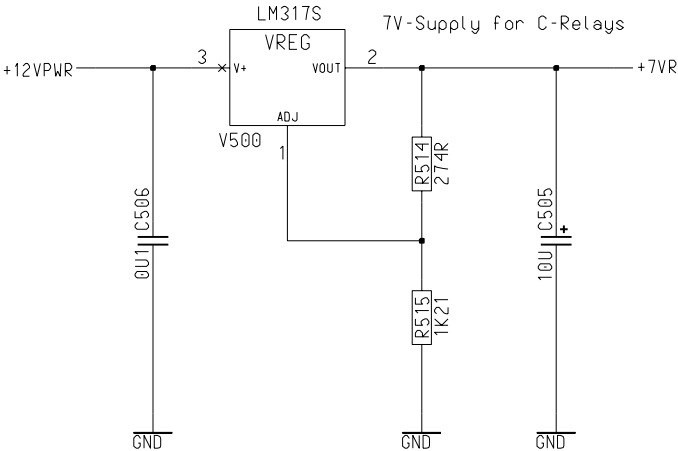 LM317S
7V-Supply for C-Relays
VREG
+12VPWR
3
V+
VOUT
2
+7VR
ADJ
V500
1
R514
274R
C506
0U1
C505
+
10U
R515
1K21
GND
GND
GND